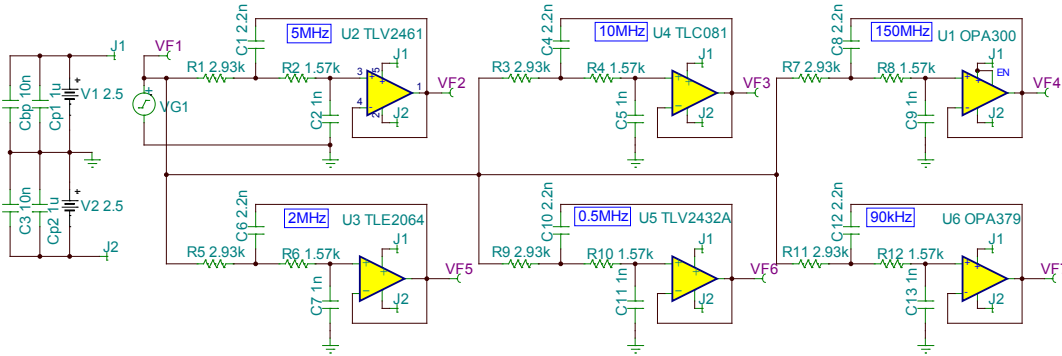 J1
Cbp 10n
Cp1 1u
V1 2.5
+
C3 10n
Cp2 1u
V2 2.5
+
J2
VF1
VG1
+
C1 2.2n
5MHz
U2 TLV2461
R1 2.93k
R2 1.57k
C2 1n
J1
J2
3
5
4
2
1
+
+
-
VF2
C4 2.2n
10MHz
U4 TLC081
R3 2.93k
R4 1.57k
C5 1n
J1
J2
+
+
-
VF3
C8 2.2n
150MHz
U1 OPA300
R7 2.93k
R8 1.57k
C9 1n
J1
EN
J2
+
+
-
VF4
C6 2.2n
2MHz
U3 TLE2064
R5 2.93k
R6 1.57k
C7 1n
J1
J2
+
+
-
VF5
C10 2.2n
0.5MHz
U5 TLV2432A
R9 2.93k
R10 1.57k
C11 1n
J1
J2
+
+
-
VF6
C12 2.2n
90kHz
U6 OPA379
R11 2.93k
R12 1.57k
C13 1n
J1
J2
+
+
-